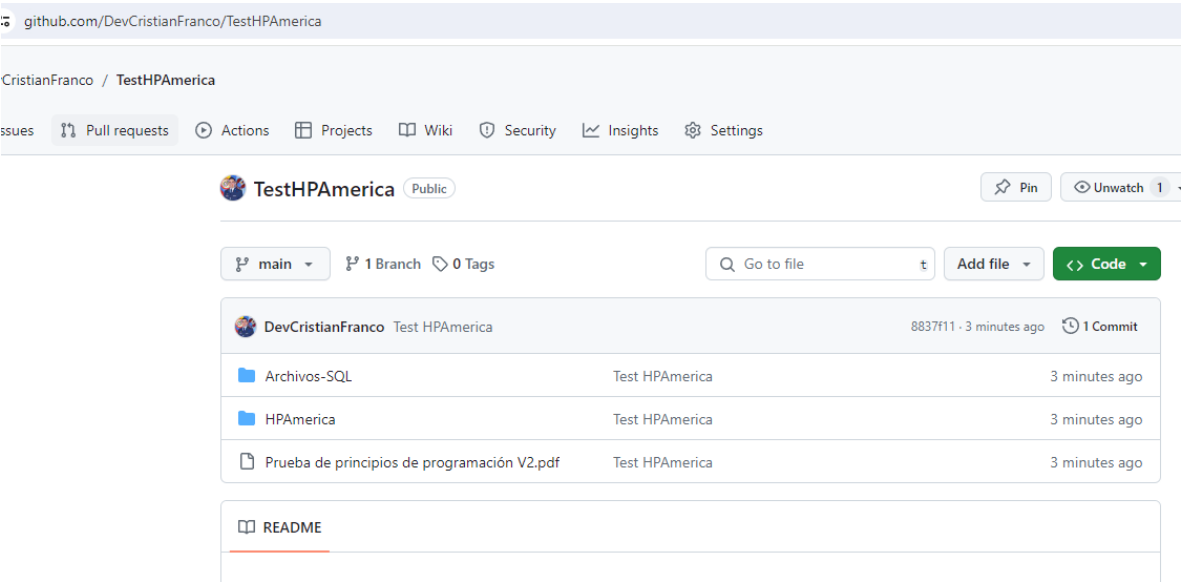 github.com/DevCristianFranco/TestHPAmerica
CristianFranco / TestHPAmerica
ssues Pull requests Actions Projects Wiki Security Insights Settings
TestHPAmerica Public Pin Unwatch 1
main 1 Branch 0 Tags Go to file t Add file Code
DevCristianFranco Test HPAmerica 8837f11 · 3 minutes ago 1 Commit
Archivos-SQL Test HPAmerica 3 minutes ago
HPAmerica Test HPAmerica 3 minutes ago
Prueba de principios de programación V2.pdf Test HPAmerica 3 minutes ago
README